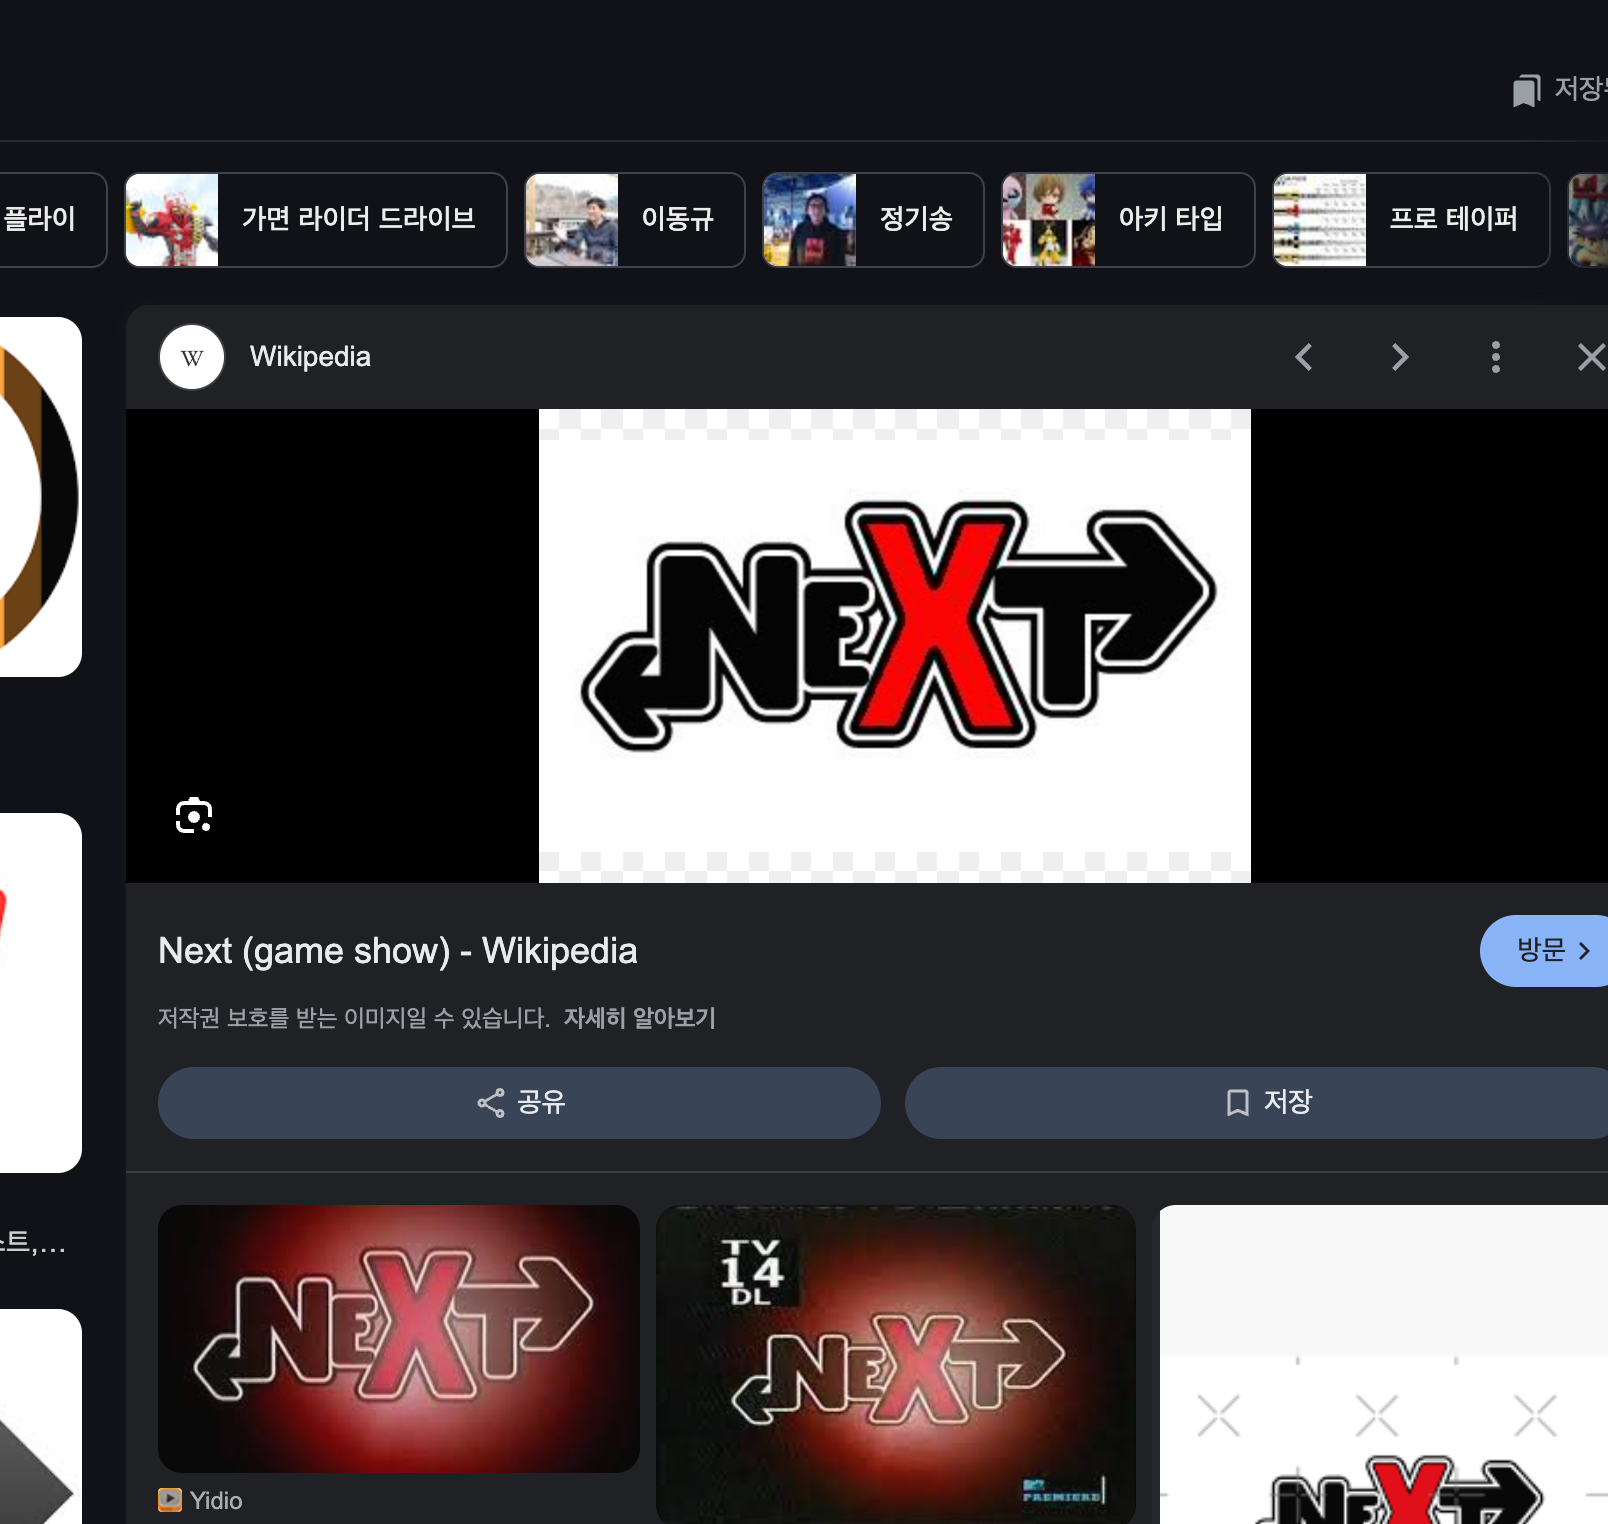 저장
플라이
가면 라이더 드라이브
이동규
정기송
아키 타입
프로 테이퍼
W
Wikipedia
NEXT
Next (game show) - Wikipedia
방문
저작권 보호를 받는 이미지일 수 있습니다. 자세히 알아보기
공유
저장
스트,...
NEXT
TV
14
DL
NEXT
PREMIERE
NEXT
Yidio